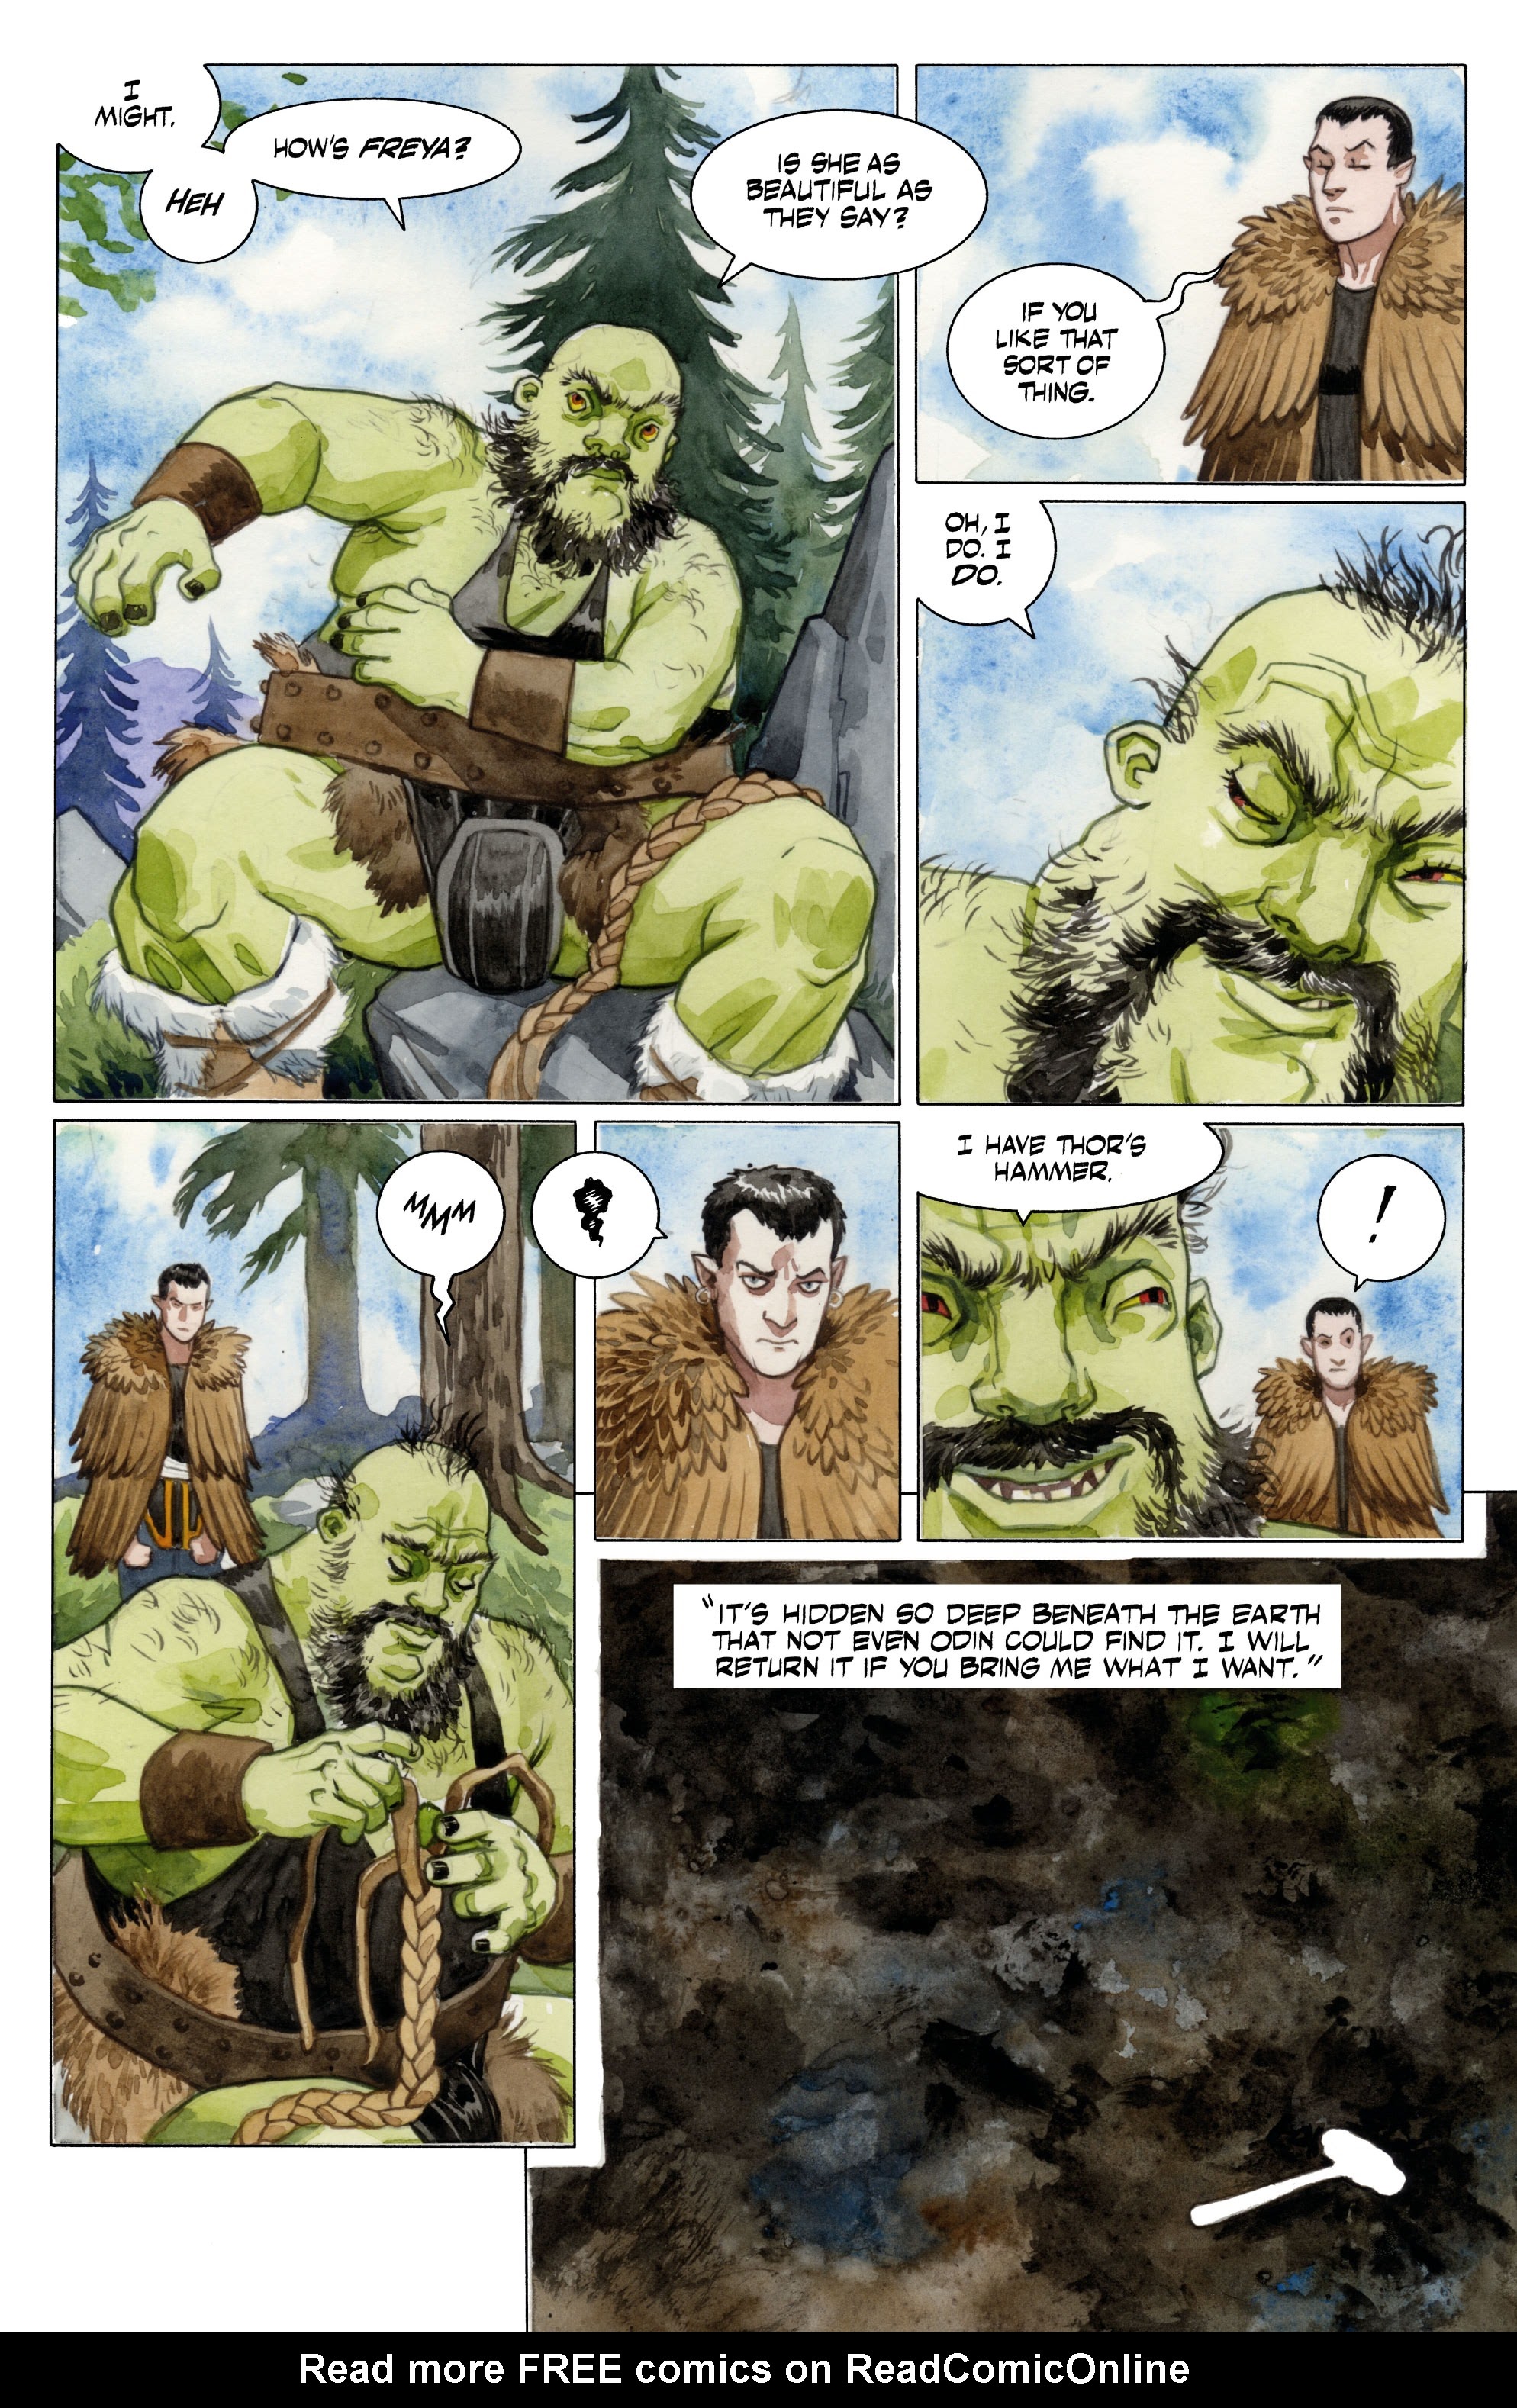 I
MIGHT.
HEH
HOW'S FREYA?
IS SHE AS
BEAUTIFUL AS
THEY SAY?
IF YOU
LIKE THAT
SORT OF
THING.
OH, I
DO. I
DO.
MMM
I HAVE THOR'S
HAMMER.
!
"IT'S HIDDEN SO DEEP BENEATH THE EARTH
THAT NOT EVEN ODIN COULD FIND IT. I WILL
RETURN IT IF YOU BRING ME WHAT I WANT."
Read more FREE comics on ReadComicOnline